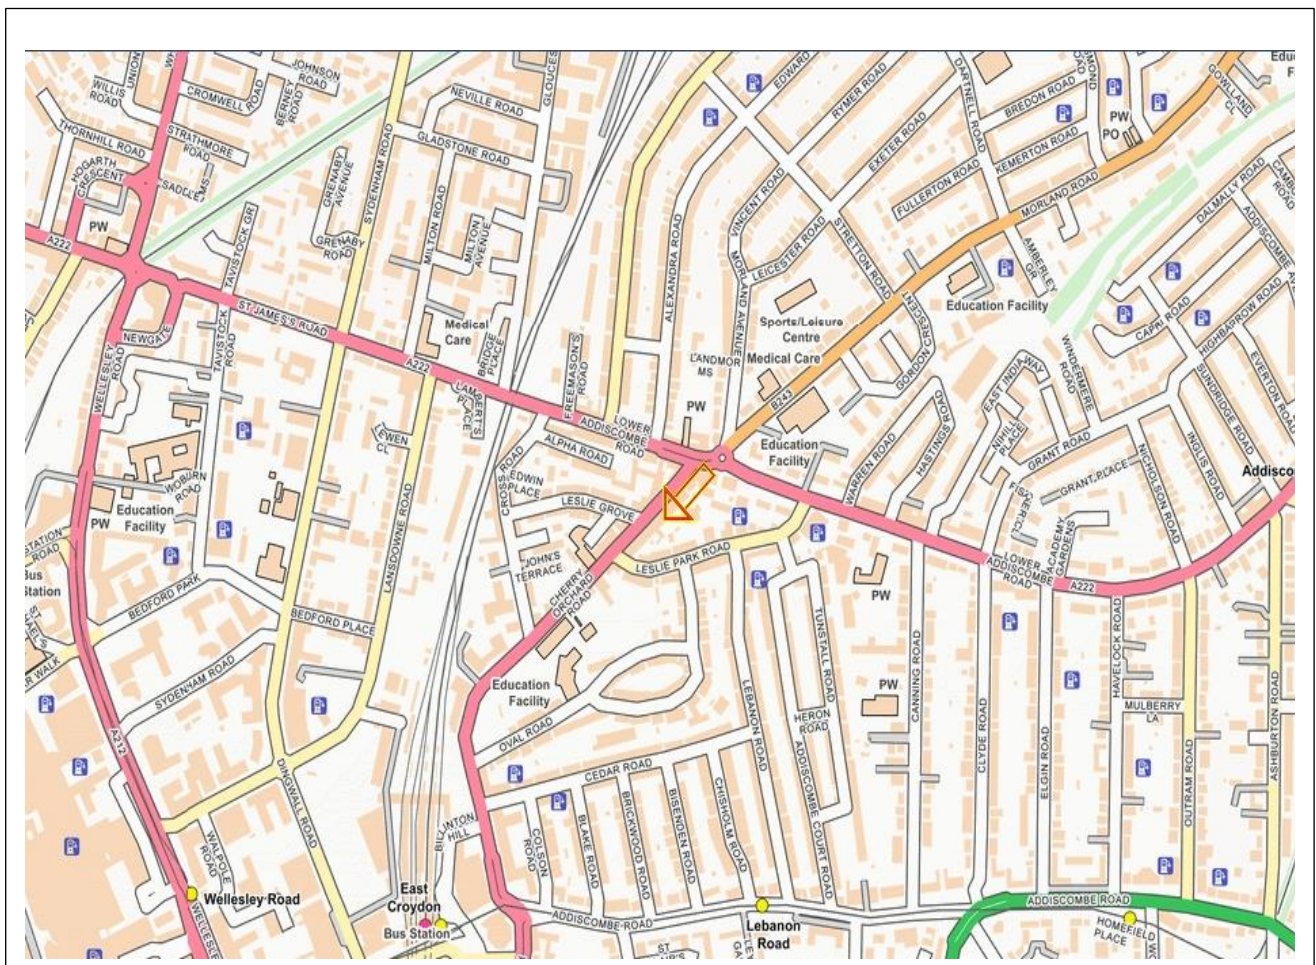 JOHNSON
ROAD
UNION
WILLIS
ROAD
CROMWELL ROAD
BERNEY
ROAD
NEVILLE ROAD
EDWARD
RYMER ROAD
DARTNELL ROAD
BREDON ROAD
ROAD
GOWLLAND
CL
THORNHILL ROAD
STRATHMORE
ROAD
GLADSTONE ROAD
EXETER ROAD
PW
PO
KEMERTON ROAD
HOGARTH
CRESCENT
GRENABY
AVENUE
SYDENHAM ROAD
FULLERTON ROAD
MORLAND ROAD
DALMALLY ROAD
ROAD
PW
A222
TAVISTOCK GR
GRENABY
ROAD
MILTON ROAD
MILTON
AVENUE
ALEXANDRA ROAD
VINCENT ROAD
LEICESTER ROAD
STRETTON ROAD
AMBERLEY
GR
Education Facility
CAPRI ROAD
HIGHBARROW ROAD
ST JAMES'S ROAD
NEWGATE
WELLESLEY
ROAD
TAVISTOCK
ROAD
Medical
Care
BRIDGE
PLACE
MORLAND AVENUE
Sports/Leisure
Centre
Medical Care
LANDMOR
MS
GORDON CRESCENT
WINDERMERE
ROAD
EAST INDIA
WAY
SUNDRIDGE ROAD
EVERTON ROAD
A222
FREEMASON'S
ROAD
LOWER
ADDISCOMBE
ROAD
PW
B243
ALPHA ROAD
Education
Facility
WARREN ROAD
HASTINGS ROAD
PLACE
GRANT ROAD
GRANT PLACE
NICHOLSON ROAD
INGLIS ROAD
CL
WOBURN
ROAD
PW
Education
Facility
LANSDOWNE ROAD
CROSS ROAD
EDWIN
PLACE
LESLIE GROVE
LESLIE PARK ROAD
ACADEMY
GARDENS
LOWER
ADDISCOMBE
ROAD
A222
STATION
ROAD
Station
JOHN'S
TERRACE
CHERRY
ORCHARD
ROAD
PW
BEDFORD PARK
BEDFORD PLACE
SYDENHAM ROAD
TUNSTALL ROAD
LEBANON ROAD
CANNING ROAD
CLYDE ROAD
ELGIN ROAD
HAVELOCK ROAD
OUTRAM ROAD
ASHBURTON ROAD
Education
Facility
PW
MULBERRY
LA
A212
OVAL ROAD
HERON
ROAD
ADDISCOMBE COURT ROAD
DINGWALL ROAD
CEDAR ROAD
COLSON
ROAD
BLAKE ROAD
BRICKWOOD ROAD
BISENDEN ROAD
CHISHOLM ROAD
WALPOLE
ROAD
Wellesley Road
East
Croydon
Bus Station
ADDISCOMBE ROAD
Lebanon
Road
ADDISCOMBE ROAD
HOMEFIELD
PLACE